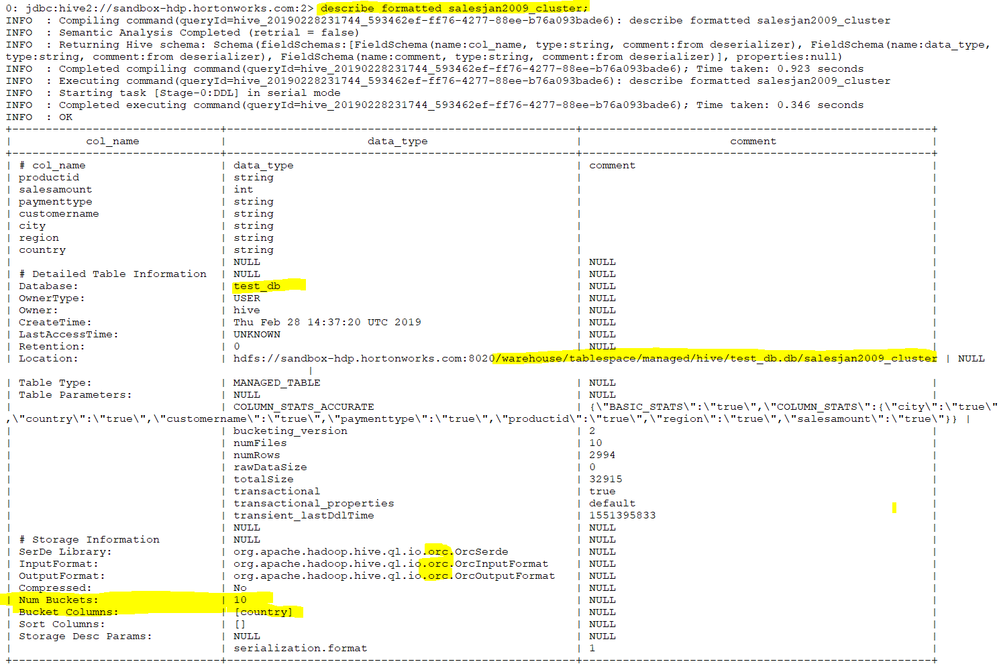 0: jdbc:hive2://sandbox-hdp.hortonworks.com:2> describe formatted salesjan2009_cluster;
INFO  : Compiling command(queryId=hive_20190228231744_593462ef-ff76-4277-88ee-b76a093bade6): describe formatted salesjan2009_cluster
INFO  : Semantic Analysis Completed (retrial = false)
INFO  : Returning Hive schema: Schema(fieldSchemas:[FieldSchema(name:col_name, type:string, comment:from deserializer), FieldSchema(name:data_type,
type:string, comment:from deserializer), FieldSchema(name:comment, type:string, comment:from deserializer)], properties:null)
INFO  : Completed compiling command(queryId=hive_20190228231744_593462ef-ff76-4277-88ee-b76a093bade6); Time taken: 0.923 seconds
INFO  : Executing command(queryId=hive_20190228231744_593462ef-ff76-4277-88ee-b76a093bade6): describe formatted salesjan2009_cluster
INFO  : Starting task [Stage-0:DDL] in serial mode
INFO  : Completed executing command(queryId=hive_20190228231744_593462ef-ff76-4277-88ee-b76a093bade6); Time taken: 0.346 seconds
INFO  : OK
| col_name | data_type | comment |
| # col_name | data_type | comment |
| productid | string | |
| salesamount | int | |
| paymenttype | string | |
| customername | string | |
| city | string | |
| region | string | |
| country | string | |
| | NULL | NULL |
| # Detailed Table Information | NULL | NULL |
| Database: | test_db | NULL |
| OwnerType: | USER | NULL |
| Owner: | hive | NULL |
| CreateTime: | Thu Feb 28 14:37:20 UTC 2019 | NULL |
| LastAccessTime: | UNKNOWN | NULL |
| Retention: | 0 | NULL |
| Location: | hdfs://sandbox-hdp.hortonworks.com:8020/warehouse/tablespace/managed/hive/test_db.db/salesjan2009_cluster | NULL
|
| Table Type: | MANAGED_TABLE | NULL |
| Table Parameters: | NULL | NULL |
| | COLUMN_STATS_ACCURATE | {\"BASIC_STATS\":\"true\",\"COLUMN_STATS\":{\"city\":\"true\"
,\"country\":\"true\",\"customername\":\"true\",\"paymenttype\":\"true\",\"productid\":\"true\",\"region\":\"true\",\"salesamount\":\"true\"}} |
| | bucketing_version | 2 |
| | numFiles | 10 |
| | numRows | 2994 |
| | rawDataSize | 0 |
| | totalSize | 32915 |
| | transactional | true |
| | transactional_properties | default |
| | transient_lastDdlTime | 1551395833 |
| | NULL | NULL |
| # Storage Information | NULL | NULL |
| SerDe Library: | org.apache.hadoop.hive.ql.io.orc.OrcSerde | NULL |
| InputFormat: | org.apache.hadoop.hive.ql.io.orc.OrcInputFormat | NULL |
| OutputFormat: | org.apache.hadoop.hive.ql.io.orc.OrcOutputFormat | NULL |
| Compressed: | No | NULL |
| Num Buckets: | 10 | NULL |
| Bucket Columns: | [country] | NULL |
| Sort Columns: | [] | NULL |
| Storage Desc Params: | NULL | NULL |
| | serialization.format | 1 |